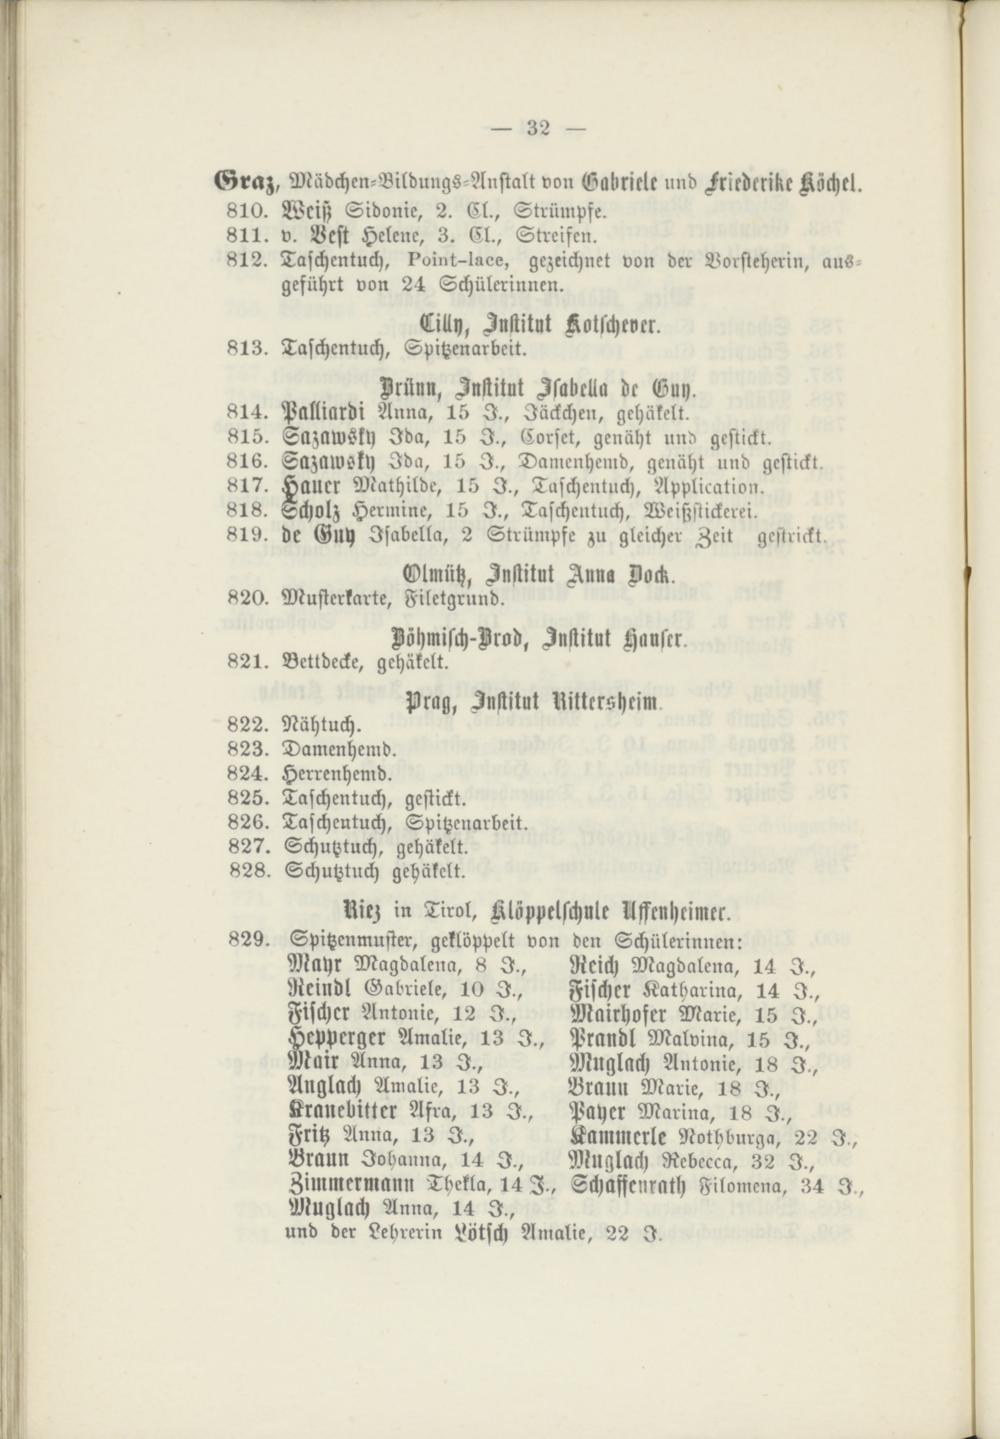 — 32 —
Graz, Mädchen-Bildungs-Anstalt von Gabriele und Friederike Köchel.
810. Weiß Sidonie, 2. Cl., Strümpfe.
811. v. Vest Helene, 3. Cl., Streifen.
812. Taschentuch, Point-lace, gezeichnet von der Vorsteherin, aus-
geführt von 24 Schülerinnen.
Cilly, Institut Kotschever.
813. Taschentuch, Spitzenarbeit.
Brünn, Institut Isabella de Guy.
814. Palliardi Anna, 15 J., Jäckchen, gehäkelt.
815. Sazawsky Ida, 15 J., Corset, genäht und gestickt.
816. Sazawsky Ida, 15 J., Damenhemd, genäht und gestickt.
817. Hauer Mathilde, 15 J., Taschentuch, Application.
818. Scholz Hermine, 15 J., Taschentuch, Weißstickerei.
819. de Guy Isabella, 2 Strümpfe zu gleicher Zeit gestrickt.
Olmütz, Institut Anna Dock.
820. Musterkarte, Filetgrund.
Böhmisch-Brod, Institut Hauser.
821. Bettdecke, gehäkelt.
Prag, Institut Rittersheim.
822. Nähtuch.
823. Damenhemd.
824. Herrenhemd.
825. Taschentuch, gestickt.
826. Taschentuch, Spitzenarbeit.
827. Schutztuch, gehäkelt.
828. Schutztuch gehäkelt.
Riez in Tirol, Klöppelschule Uffenheimer.
829. Spitzenmuster, geklöppelt von den Schülerinnen:
Mayr Magdalena, 8 J., Reich Magdalena, 14 J.,
Reindl Gabriele, 10 J., Fischer Katharina, 14 J.,
Fischer Antonie, 12 J., Mairhofer Marie, 15 J.,
Hepperger Amalie, 13 J., Prandl Malvina, 15 J.,
Mair Anna, 13 J., Muglach Antonie, 18 J.,
Auglach Amalie, 13 J., Braun Marie, 18 J.,
Kranebitter Afra, 13 J., Payer Marina, 18 J.,
Fritz Anna, 13 J., Kammerle Nothburga, 22 J.,
Braun Johanna, 14 J., Muglach Rebecca, 32 J.,
Zimmermann Thekla, 14 J., Schaffenrath Filomena, 34 J.,
Muglach Anna, 14 J.,
und der Lehrerin Lötsch Amalie, 22 J.